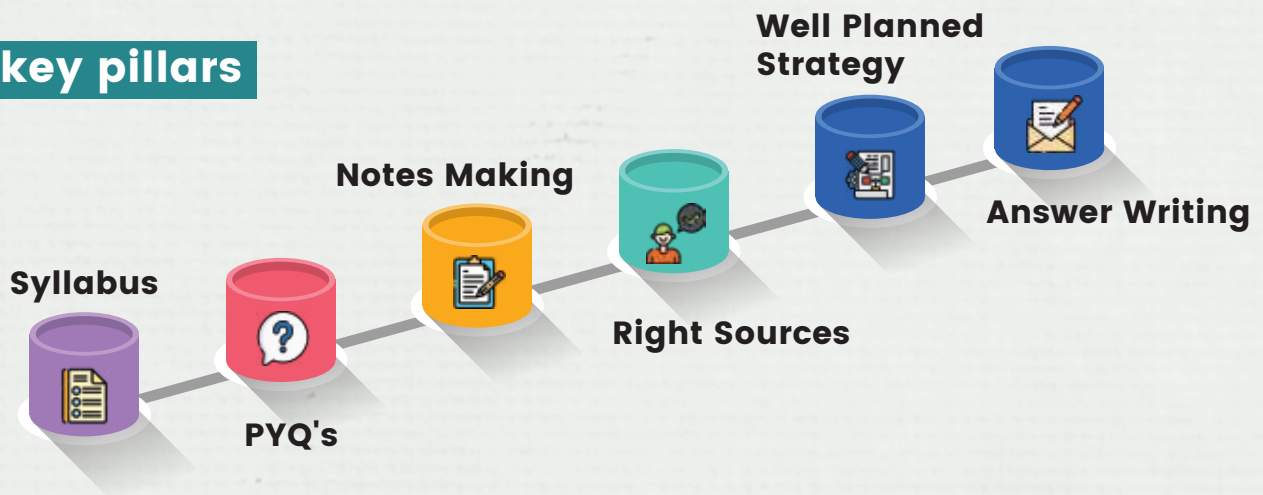 key pillars
Syllabus
PYQ's
Notes Making
Right Sources
Well Planned
Strategy
Answer Writing